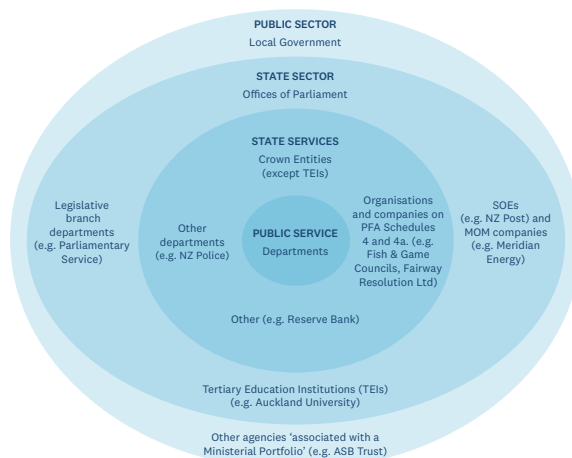 PUBLIC SECTOR
Local Government
STATE SECTOR
Offices of Parliament
STATE SERVICES
Crown Entities
(except TEIs)
Legislative
branch
departments
(e.g. Parliamentary
Service)
Other
departments
(e.g. NZ Police)
PUBLIC SERVICE
Departments
Organisations
and companies on
PFA Schedules
4 and 4a. (e.g.
Fish & Game
Councils, Fairway
Resolution Ltd)
SOEs
(e.g. NZ Post) and
MOM companies
(e.g. Meridian
Energy)
Other (e.g. Reserve Bank)
Tertiary Education Institutions (TEIs)
(e.g. Auckland University)
Other agencies ‘associated with a
Ministerial Portfolio’ (e.g. ASB Trust)